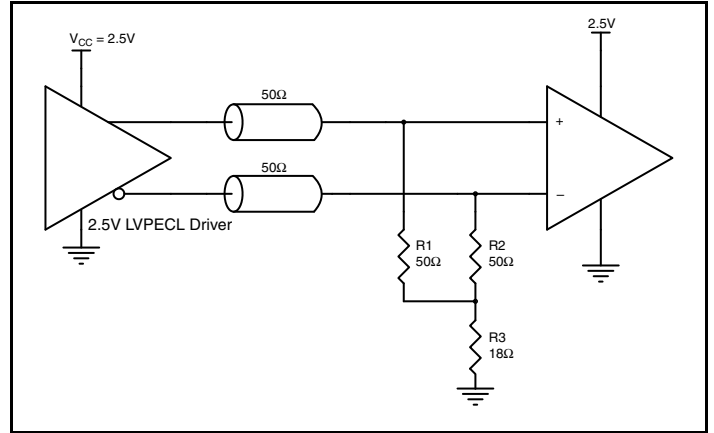 V_CC = 2.5V
2.5V
50Ω
+
50Ω
–
2.5V LVPECL Driver
R1
50Ω
R2
50Ω
R3
18Ω